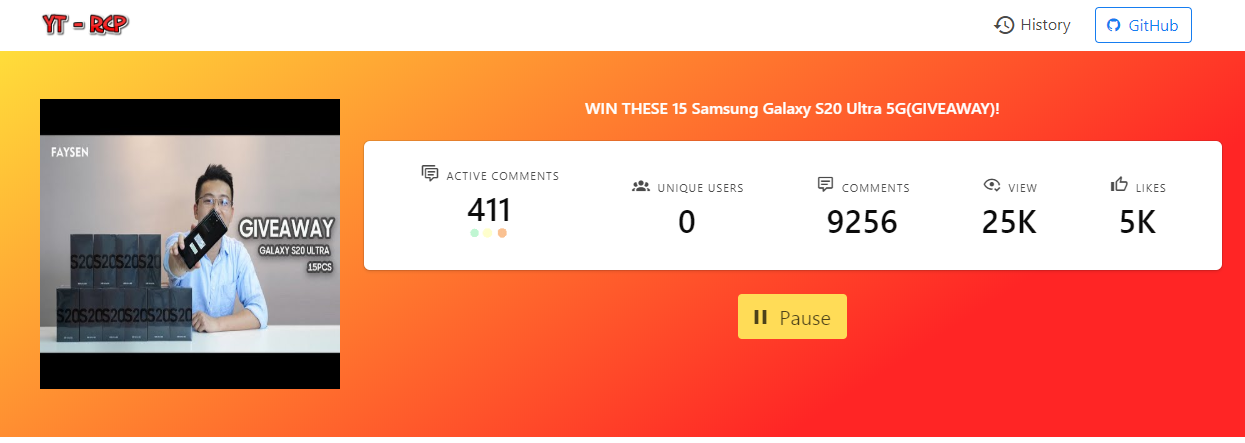 YT - RCP
History
GitHub
WIN THESE 15 Samsung Galaxy S20 Ultra 5G(GIVEAWAY)!
FAYSEN
GIVEAWAY
GALAXY S20 ULTRA
15PCS
S20 S20 S20 S20
S20 S20 S20 S20 S20
ACTIVE COMMENTS
411
UNIQUE USERS
0
COMMENTS
9256
VIEW
25K
LIKES
5K
Pause